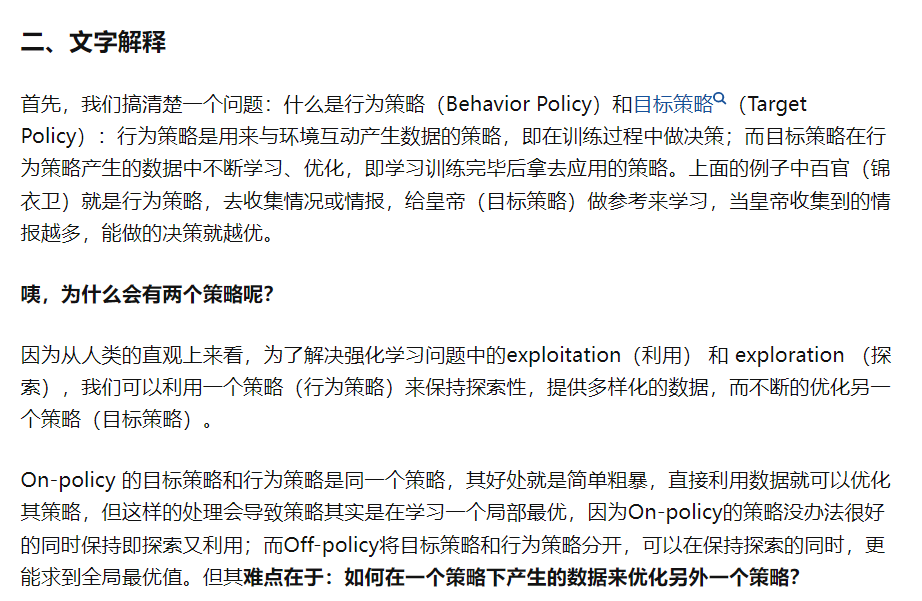 二、文字解释
首先，我们搞清楚一个问题：什么是行为策略（Behavior Policy）和目标策略（Target
Policy）：行为策略是用来与环境互动产生数据的策略，即在训练过程中做决策；而目标策略在行
为策略产生的数据中不断学习、优化，即学习训练完毕后拿去应用的策略。上面的例子中百官（锦
衣卫）就是行为策略，去收集情况或情报，给皇帝（目标策略）做参考来学习，当皇帝收集到的情
报越多，能做的决策就越优。
咦，为什么会有两个策略呢？
因为从人类的直观上来看，为了解决强化学习问题中的exploitation（利用） 和 exploration （探
索），我们可以利用一个策略（行为策略）来保持探索性，提供多样化的数据，而不断的优化另一
个策略（目标策略）。
On-policy 的目标策略和行为策略是同一个策略，其好处就是简单粗暴，直接利用数据就可以优化
其策略，但这样的处理会导致策略其实是在学习一个局部最优，因为On-policy的策略没办法很好
的同时保持即探索又利用；而Off-policy将目标策略和行为策略分开，可以在保持探索的同时，更
能求到全局最优值。但其难点在于：如何在一个策略下产生的数据来优化另外一个策略？